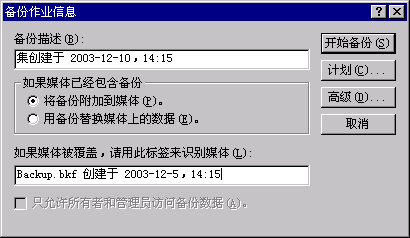 备份作业信息
备份描述(B):
集创建于 2003-12-10，14:15
开始备份(S)
计划(C)...
如果媒体已经包含备份
将备份附加到媒体(P)。
用备份替换媒体上的数据(E)。
高级(D)...
取消
如果媒体被覆盖，请用此标签来识别媒体(L):
Backup.bkf 创建于 2003-12-5，14:15
只允许所有者和管理员访问备份数据(A)。